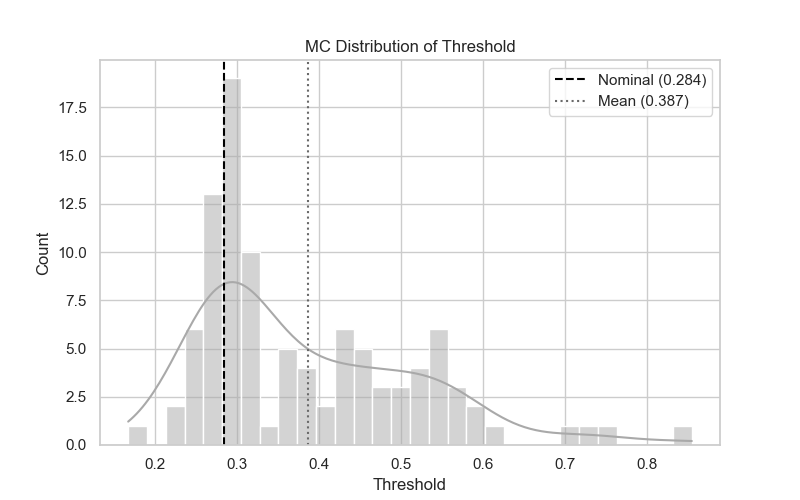 MC Distribution of Threshold
Nominal (0.284)
Mean (0.387)
17.5
15.0
12.5
10.0
7.5
5.0
2.5
0.0
Count
0.2 0.3 0.4 0.5 0.6 0.7 0.8
Threshold